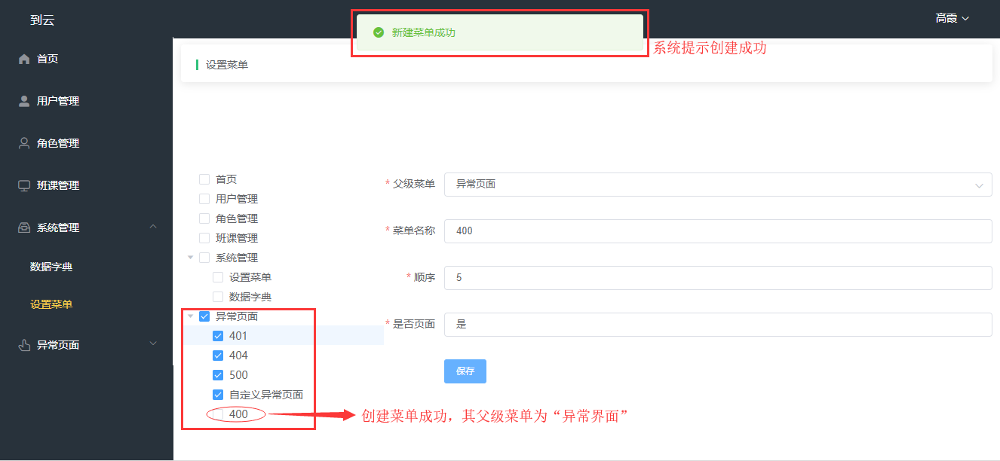 到云
新建菜单成功
高霞
系统提示创建成功
首页
设置菜单
用户管理
角色管理
班课管理
系统管理
数据字典
设置菜单
异常页面
首页
用户管理
角色管理
班课管理
系统管理
设置菜单
数据字典
异常页面
401
404
500
自定义异常页面
400
* 父级菜单 异常页面
* 菜单名称 400
* 顺序 5
* 是否页面 是
保存
创建菜单成功，其父级菜单为“异常界面”